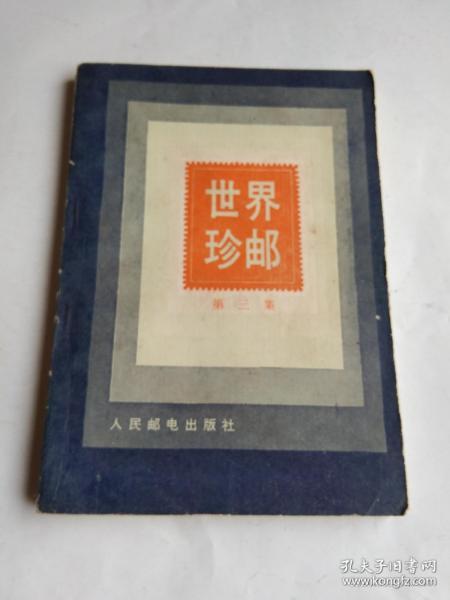 世界
珍邮
第三集
人民邮电出版社
孔夫子旧书网
www.kongfz.com